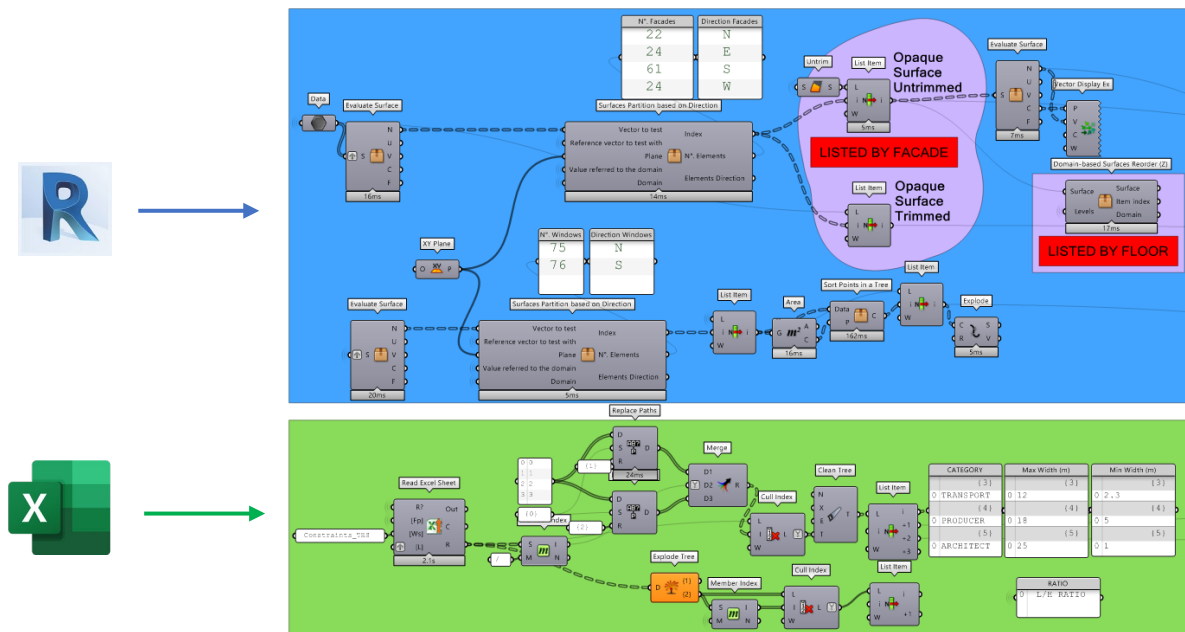 N°. Facades
Direction Facades
22
24
61
24
N
E
S
W
Data
Evaluate Surface
S
N
U
V
C
F
16ms
Surfaces Partition based on Direction
Vector to test
Reference vector to test with
Plane
Value referred to the domain
Domain
Index
N°. Elements
Elements Direction
14ms
Untrim
S
S
List Item
L
i
W
i
5ms
Opaque
Surface
Untrimmed
LISTED BY FACADE
List Item
L
i
W
i
Opaque
Surface
Trimmed
Evaluate Surface
S
N
U
V
C
F
7ms
Vector Display Ex
P
V
C
W
Domain-based Surfaces Reorder (Z)
Surface
Levels
Surface
Item index
Domain
17ms
LISTED BY FLOOR
XY Plane
O
XY
P
N°. Windows
Direction Windows
75
76
N
S
Evaluate Surface
S
N
U
V
C
F
20ms
Surfaces Partition based on Direction
Vector to test
Reference vector to test with
Plane
Value referred to the domain
Domain
Index
N°. Elements
Elements Direction
5ms
List Item
L
i
W
i
Area
G
m²
A
C
16ms
Sort Points in a Tree
Data
P
C
162ms
List Item
L
i
W
i
Explode
C
R
S
V
5ms
R
X
Read Excel Sheet
R?
{Fp}
[Ws]
{L}
Out
C
R
2.1s
Constraints_TEZ
0 0
1 1
2 2
3 3
{0}
{1}
{2}
/
Replace Paths
D
S
R
D
24ms
D
S
R
D
S
M
m
I
N
Merge
D1
D2
D3
R
Cull Index
L
I
W
L
Clean Tree
N
X
E
T
T
List Item
L
i
W
i
+1
+2
+3
CATEGORY
{3}
0 TRANSPORT
{4}
0 PRODUCER
{5}
0 ARCHITECT
Max Width (m)
{3}
0 12
{4}
0 18
{5}
0 25
Min Width (m)
{3}
0 2.3
{4}
0 5
{5}
0 1
Explode Tree
D
{1}
{2}
Member Index
S
M
m
I
N
Cull Index
L
I
W
L
List Item
L
i
W
i
+1
RATIO
0 L/H RATIO